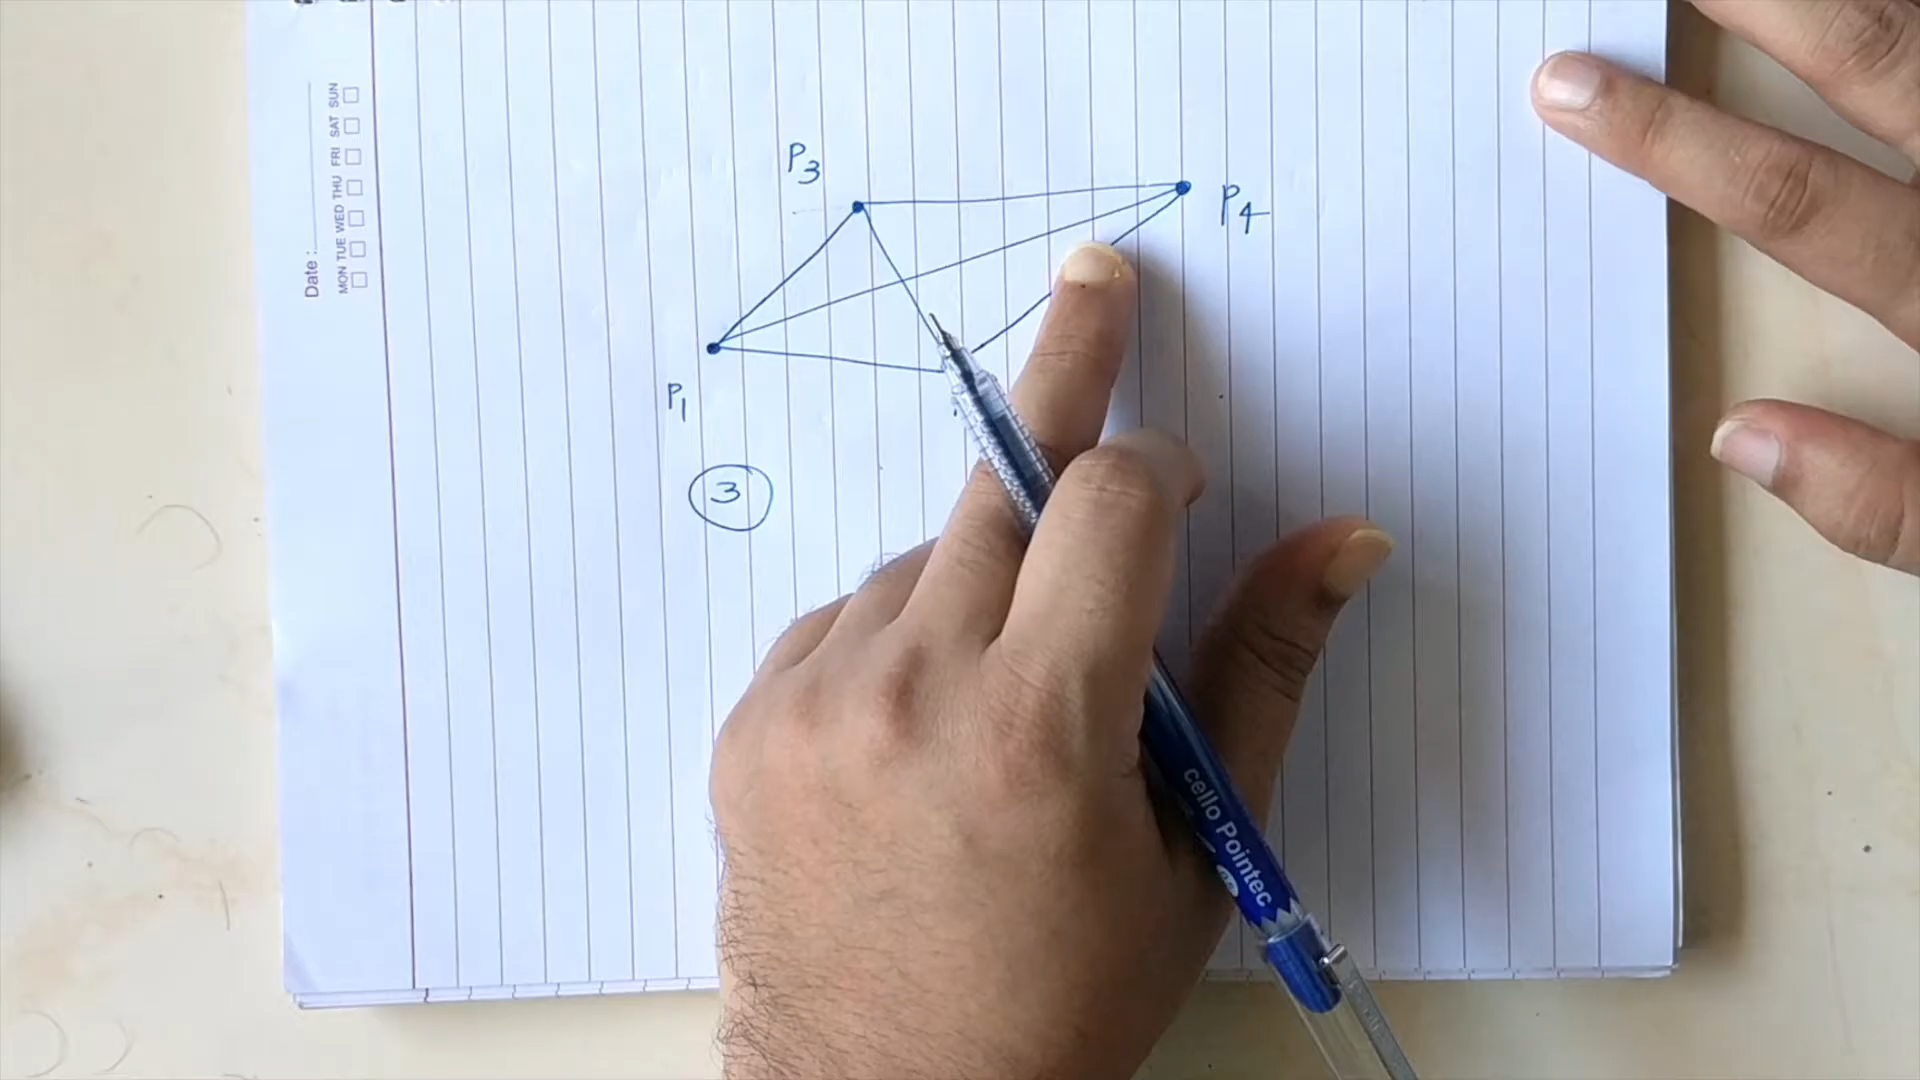 Date :
MON TUE WED THU FRI SAT SUN
P3
P4
P1
3
cello Pointec